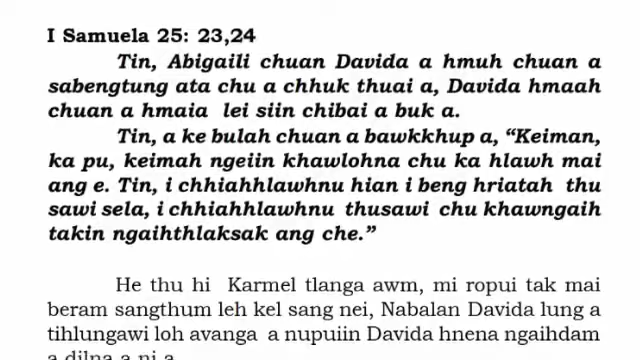 I Samuela 25: 23,24
Tin, Abigaili chuan Davida a hmuh chuan a
sabengtung ata chu a chhuk thuai a, Davida hmaah
chuan a hmaia lei siin chibai a buk a.
Tin, a ke bulah chuan a bawkkhup a, “Keiman,
ka pu, keimah ngeiin khawlohna chu ka hlawh mai
ang e. Tin, i chhiahhlawhnu hian i beng hriatah thu
sawi sela, i chhiahhlawhnu thusawi chu khawngaih
takin ngaihthlaksak ang che.”
He thu hi Karmel tlanga awm, mi ropui tak mai
beram sangthum leh kel sang nei, Nabalan Davida lung a
tihlungawi loh avanga a nupuiin Davida hnena ngaihdam
a dilna a ni a